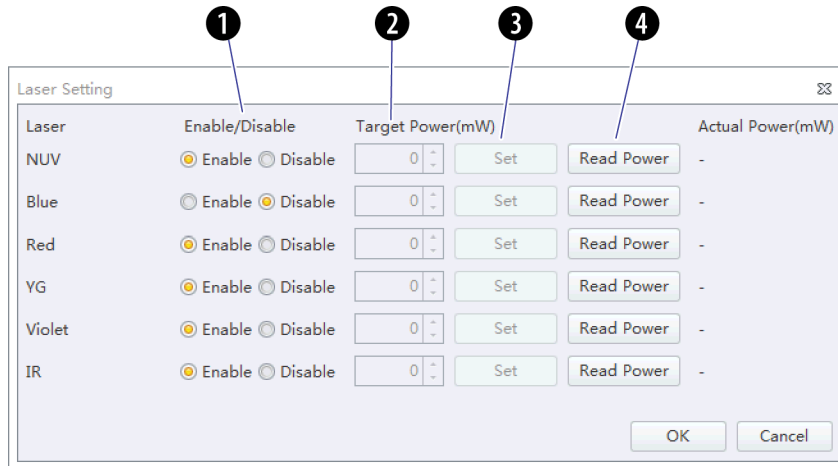 1 2 3 4
Laser Setting
Laser Enable/Disable Target Power(mW) Actual Power(mW)
NUV Enable Disable 0 Set Read Power -
Blue Enable Disable 0 Set Read Power -
Red Enable Disable 0 Set Read Power -
YG Enable Disable 0 Set Read Power -
Violet Enable Disable 0 Set Read Power -
IR Enable Disable 0 Set Read Power -
OK Cancel